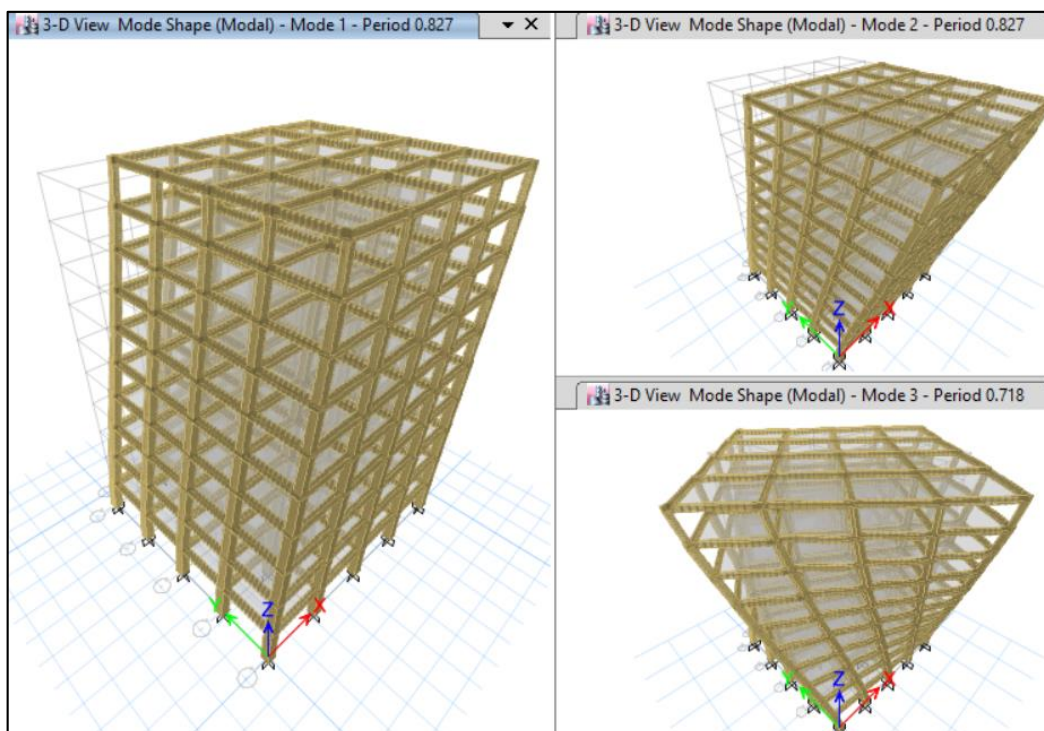 3-D View Mode Shape (Modal) - Mode 1 - Period 0.827
3-D View Mode Shape (Modal) - Mode 2 - Period 0.827
3-D View Mode Shape (Modal) - Mode 3 - Period 0.718
Y Z X
Y Z X
Y Z X